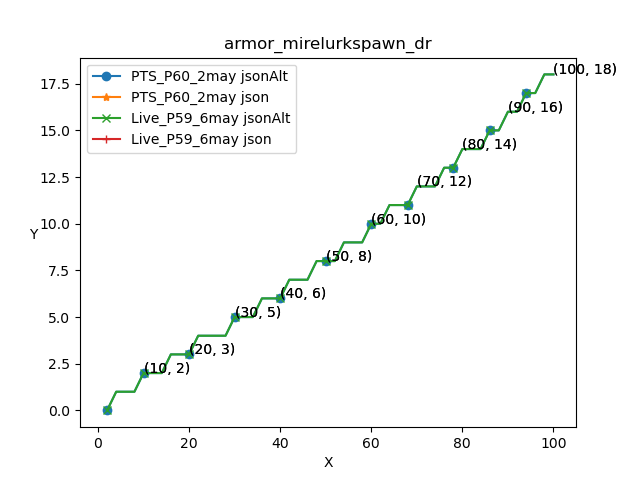 armor_mirelurkspawn_dr
PTS_P60_2may jsonAlt
PTS_P60_2may json
Live_P59_6may jsonAlt
Live_P59_6may json
(100, 18)
(90, 16)
(80, 14)
(70, 12)
(60, 10)
(50, 8)
(40, 6)
(30, 5)
(20, 3)
(10, 2)
17.5
15.0
12.5
10.0
7.5
5.0
2.5
0.0
Y
0 20 40 60 80 100
X